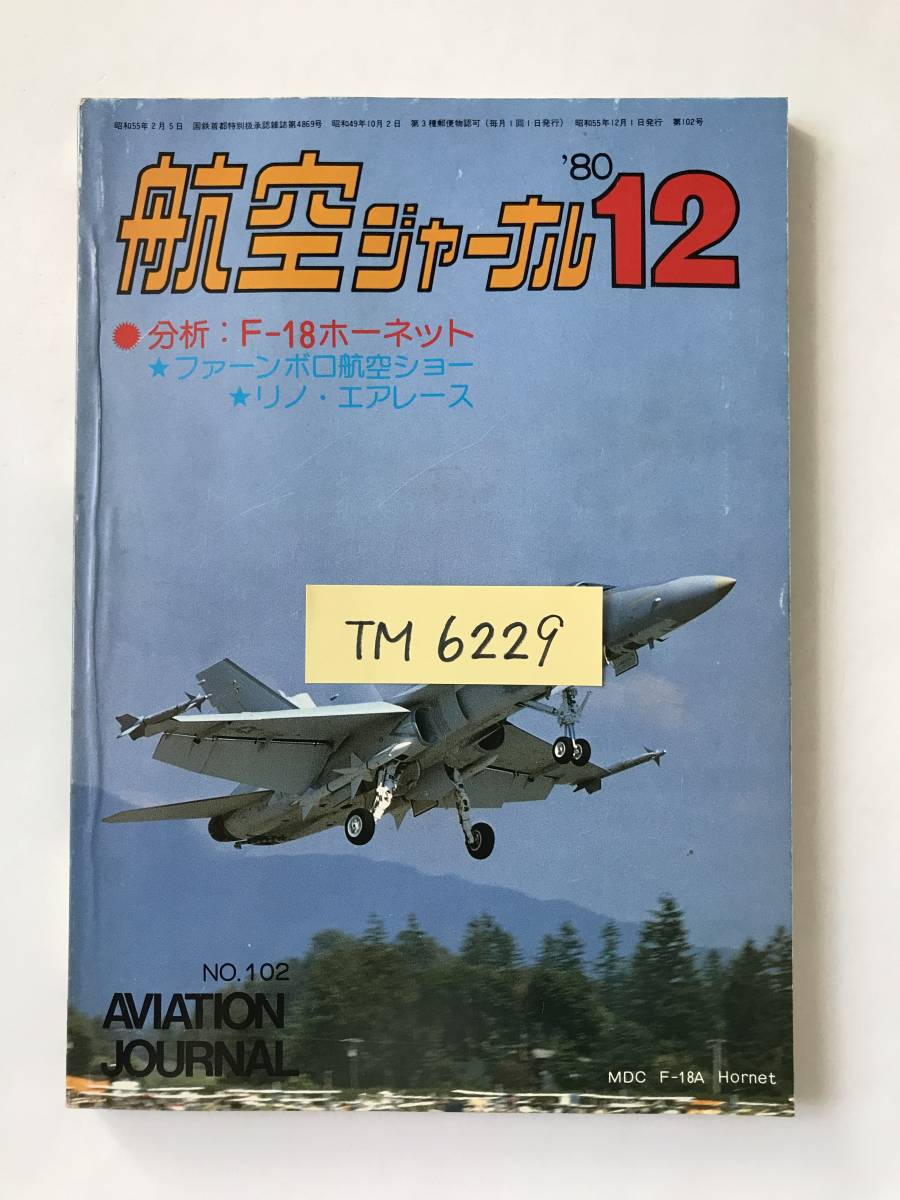 昭和55年2月5日 国鉄首都特別扱承認雑誌第4869号 昭和49年10月2日 第3種郵便物認可(毎月1回1日発行) 昭和55年12月1日発行 第102号
'80
航空ジャーナル12
分析:F-18ホーネット
★ファーンボロ航空ショー
★リノ・エアレース
TM 6229
NO.102
AVIATION
JOURNAL
MDC F-18A Hornet